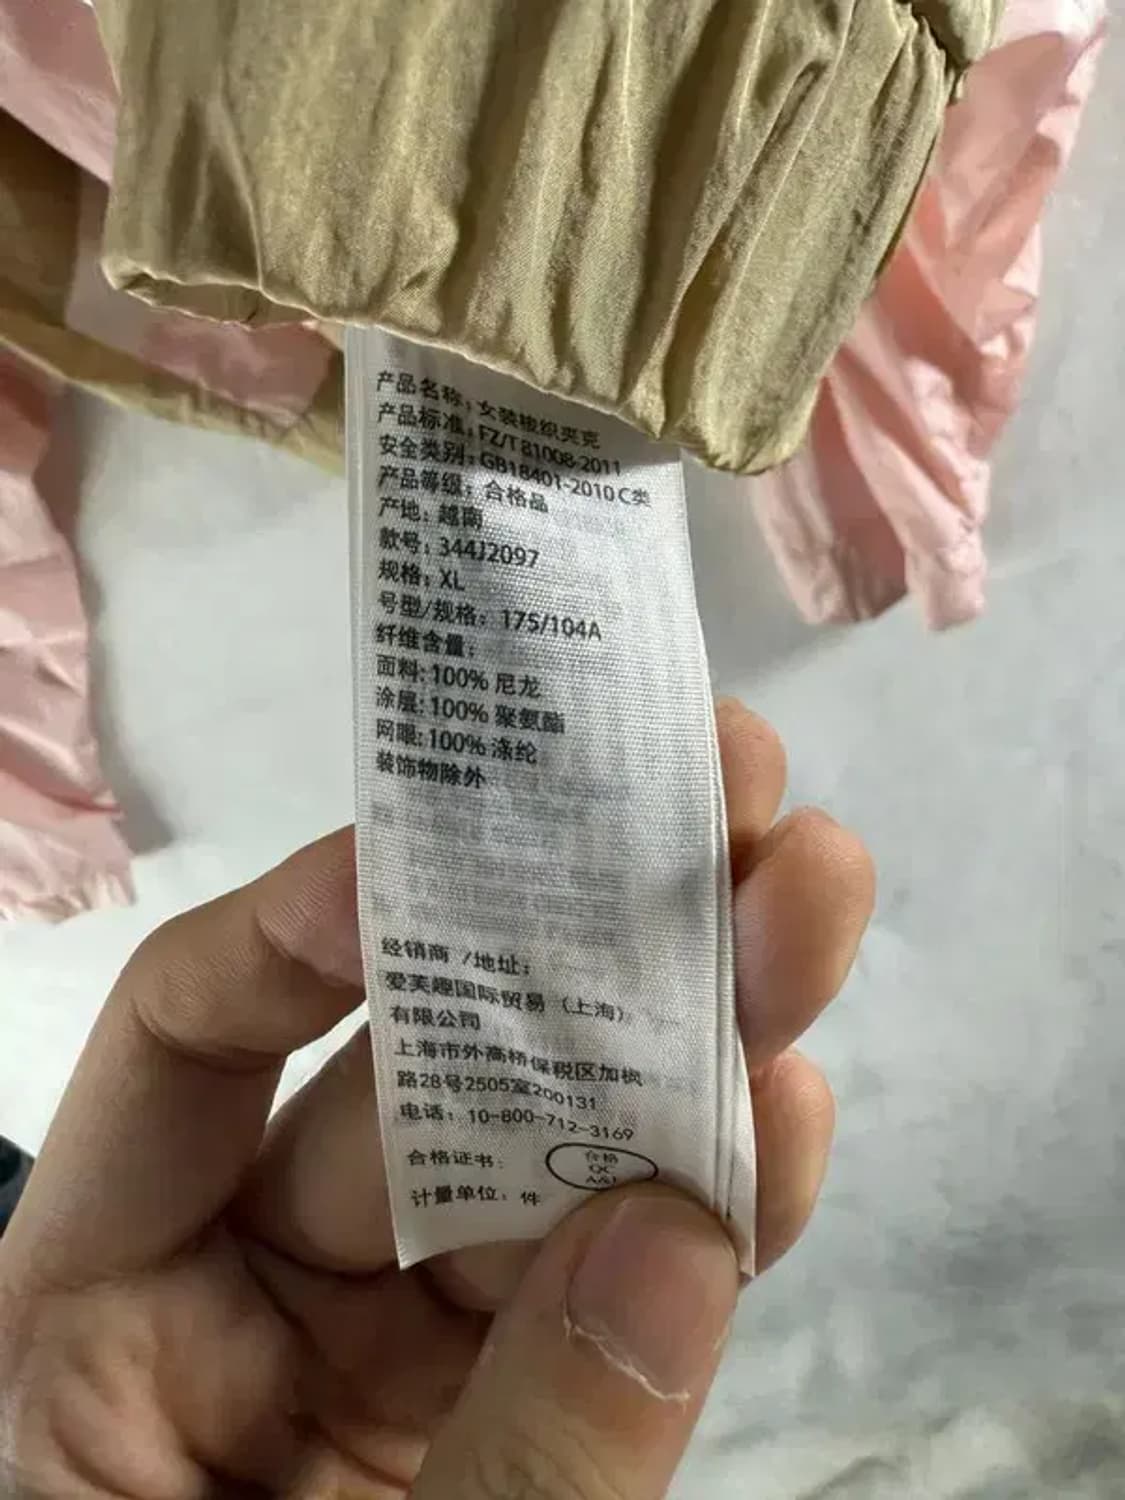 产品名称：女装梭织夹克
产品标准：FZ/T 81008-2011
安全类别：GB18401-2010 C类
产品等级：合格品
产地：越南
款号：344J2097
规格：XL
号型/规格：175/104A
纤维含量：
面料：100% 尼龙
涂层：100% 聚氨酯
网眼：100% 涤纶
装饰物除外
经销商 /地址：
爱芙趣国际贸易（上海）
有限公司
上海市外高桥保税区加枫
路28号2505室200131
电话：10-800-712-3169
合格证书：
合格
QC
计量单位：件